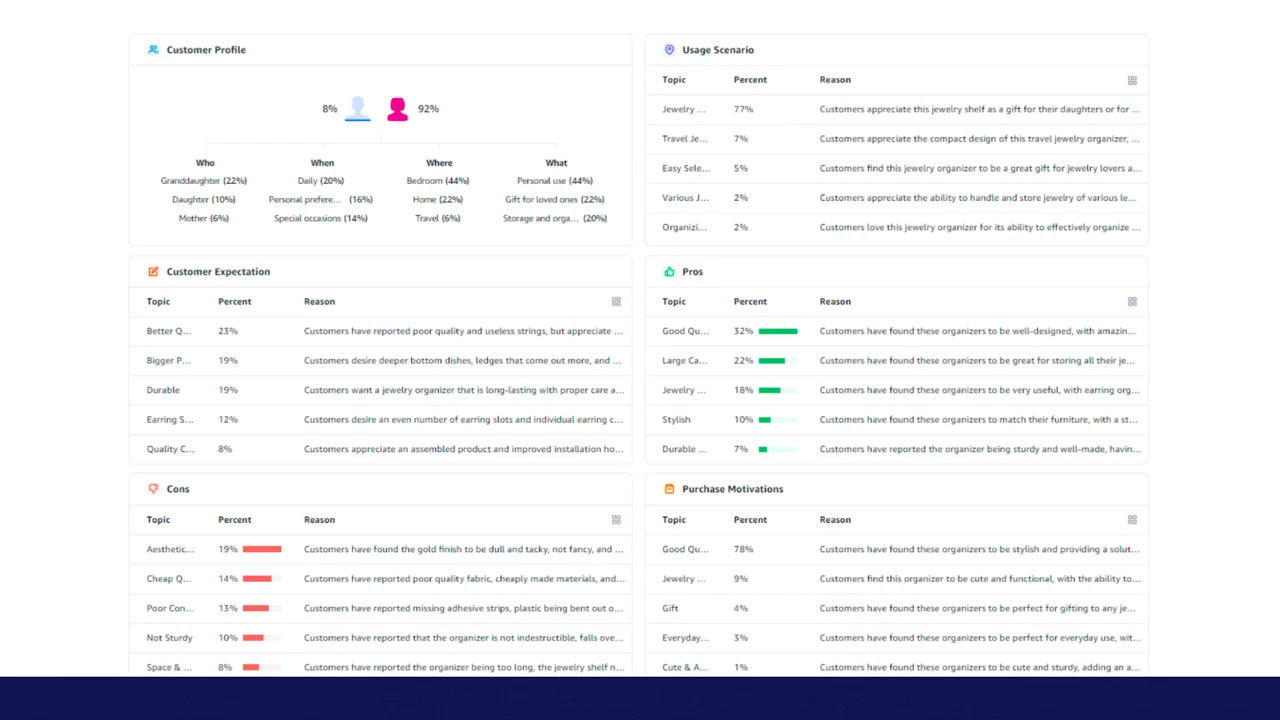 Customer Profile
8% 92%
Who When Where What
Granddaughter (22%) Daily (20%) Bedroom (44%) Personal use (44%)
Daughter (10%) Personal prefere... (16%) Home (22%) Gift for loved ones (22%)
Mother (6%) Special occasions (14%) Travel (6%) Storage and orga... (20%)
Usage Scenario
Topic Percent Reason
Jewelry ... 77% Customers appreciate this jewelry shelf as a gift for their daughters or for ...
Travel Je... 7% Customers appreciate the compact design of this travel jewelry organizer, ...
Easy Sele... 5% Customers find this jewelry organizer to be a great gift for jewelry lovers a...
Various J... 2% Customers appreciate the ability to handle and store jewelry of various le...
Organizi... 2% Customers love this jewelry organizer for its ability to effectively organize ...
Customer Expectation
Topic Percent Reason
Better Q... 23% Customers have reported poor quality and useless strings, but appreciate ...
Bigger P... 19% Customers desire deeper bottom dishes, ledges that come out more, and ...
Durable 19% Customers want a jewelry organizer that is long-lasting with proper care a...
Earring S... 12% Customers desire an even number of earring slots and individual earring c...
Quality C... 8% Customers appreciate an assembled product and improved installation ho...
Pros
Topic Percent Reason
Good Qu... 32% Customers have found these organizers to be well-designed, with amazin...
Large Ca... 22% Customers have found these organizers to be great for storing all their je...
Jewelry ... 18% Customers have found these organizers to be very useful, with earring org...
Stylish 10% Customers have found these organizers to match their furniture, with a st...
Durable ... 7% Customers have reported the organizer being sturdy and well-made, havin...
Cons
Topic Percent Reason
Aesthetic... 19% Customers have found the gold finish to be dull and tacky, not fancy, and ...
Cheap Q... 14% Customers have reported poor quality fabric, cheaply made materials, and...
Poor Con... 13% Customers have reported missing adhesive strips, plastic being bent out o...
Not Sturdy 10% Customers have reported that the organizer is not indestructible, falls ove...
Space & ... 8% Customers have reported the organizer being too long, the jewelry shelf n...
Purchase Motivations
Topic Percent Reason
Good Qu... 78% Customers have found these organizers to be stylish and providing a solut...
Jewelry ... 9% Customers find this organizer to be cute and functional, with the ability to...
Gift 4% Customers have found these organizers to be perfect for gifting to any je...
Everyday... 3% Customers have found these organizers to be perfect for everyday use, wit...
Cute & A... 1% Customers have found these organizers to be cute and sturdy, adding an a...